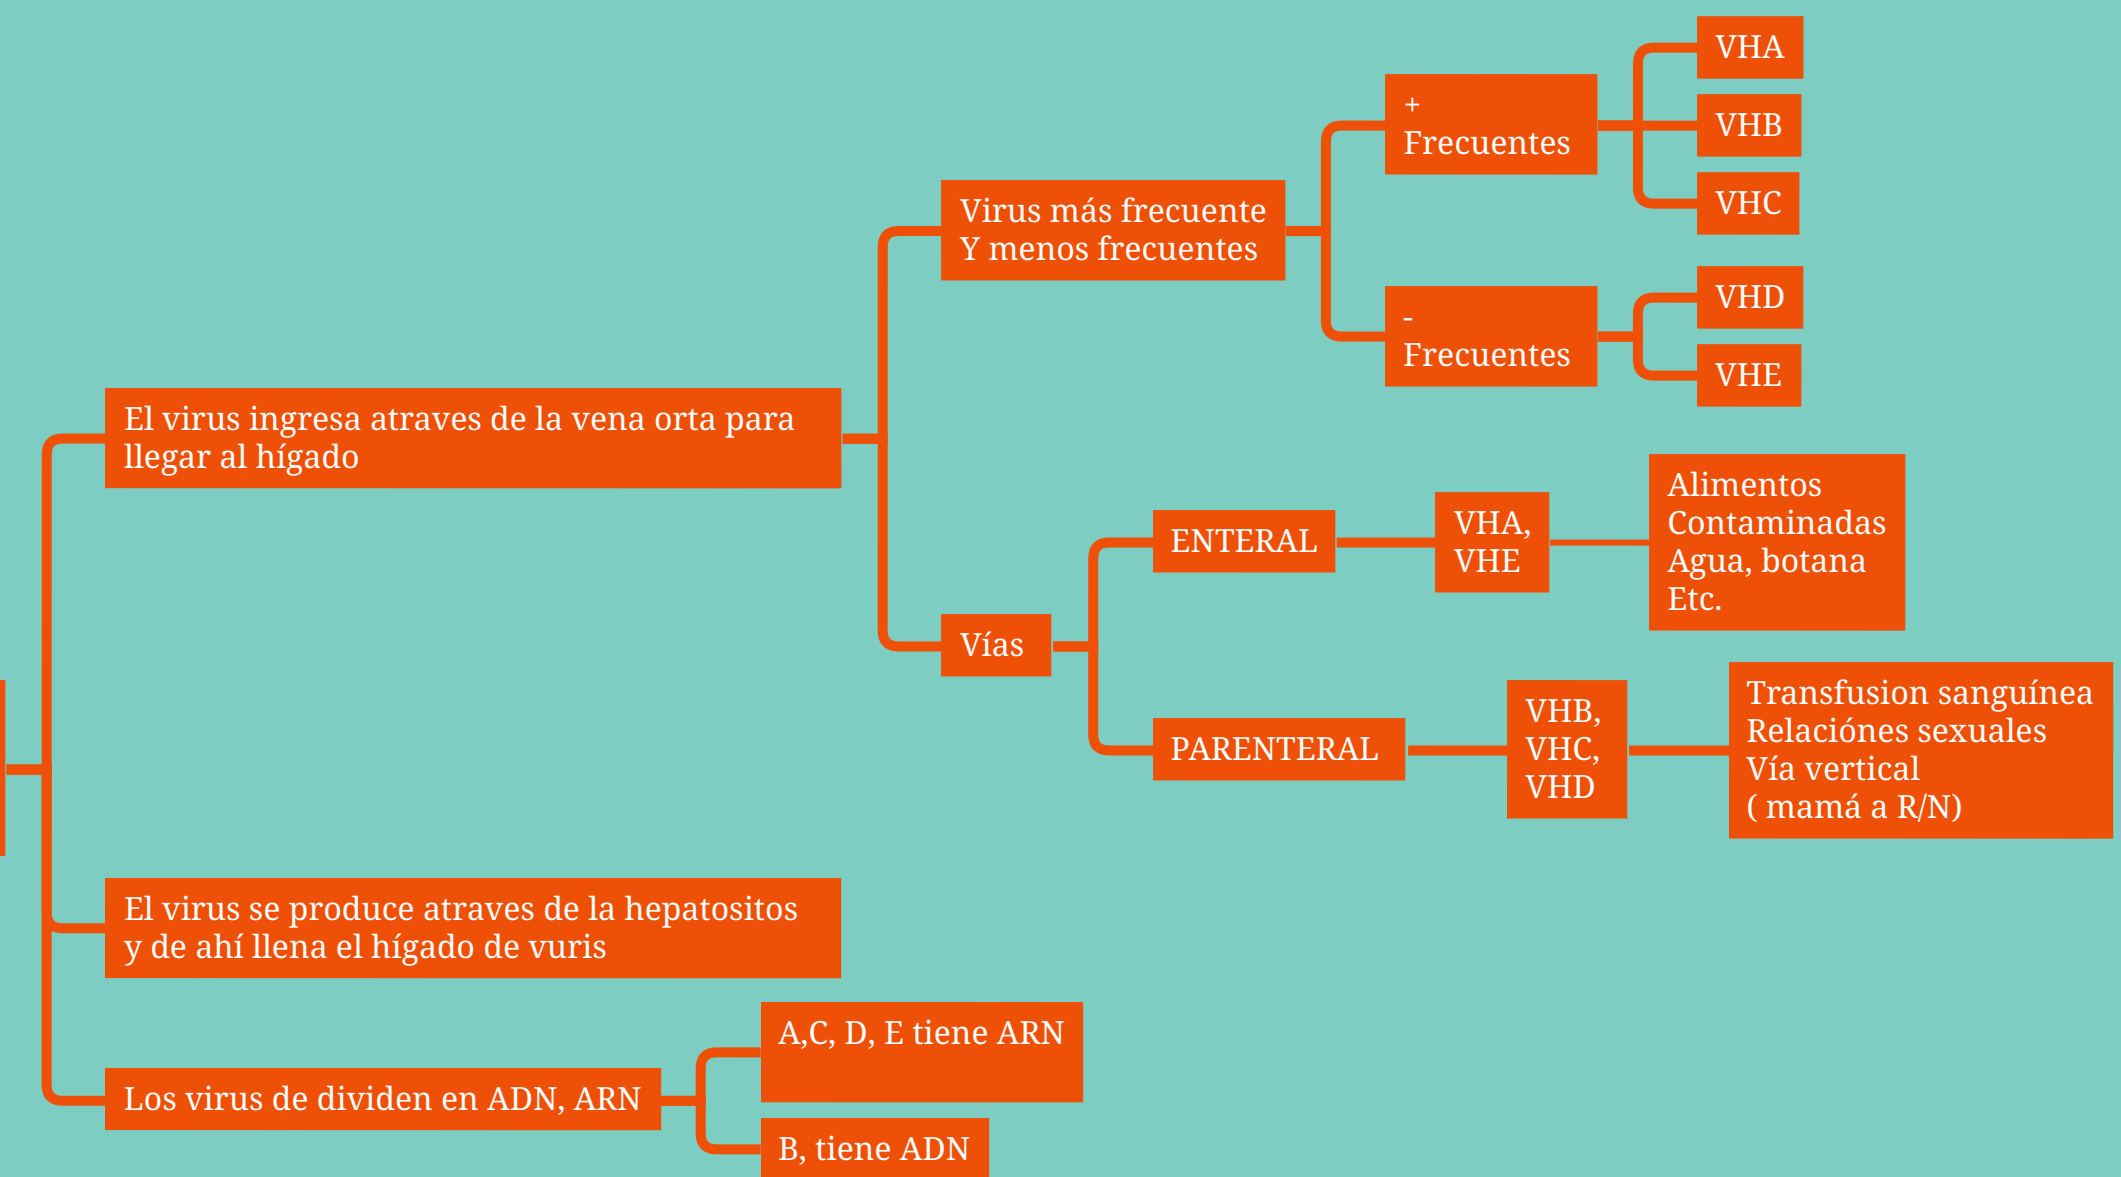 VHA
VHB
VHC
+
Frecuentes
Virus más frecuente
Y menos frecuentes
-
Frecuentes
VHD
VHE
El virus ingresa atraves de la vena orta para
llegar al hígado
Vías
ENTERAL
VHA,
VHE
Alimentos
Contaminadas
Agua, botana
Etc.
PARENTERAL
VHB,
VHC,
VHD
Transfusion sanguínea
Relaciónes sexuales
Vía vertical
( mamá a R/N)
El virus se produce atraves de la hepatositos
y de ahí llena el hígado de vuris
Los virus de dividen en ADN, ARN
A,C, D, E tiene ARN
B, tiene ADN